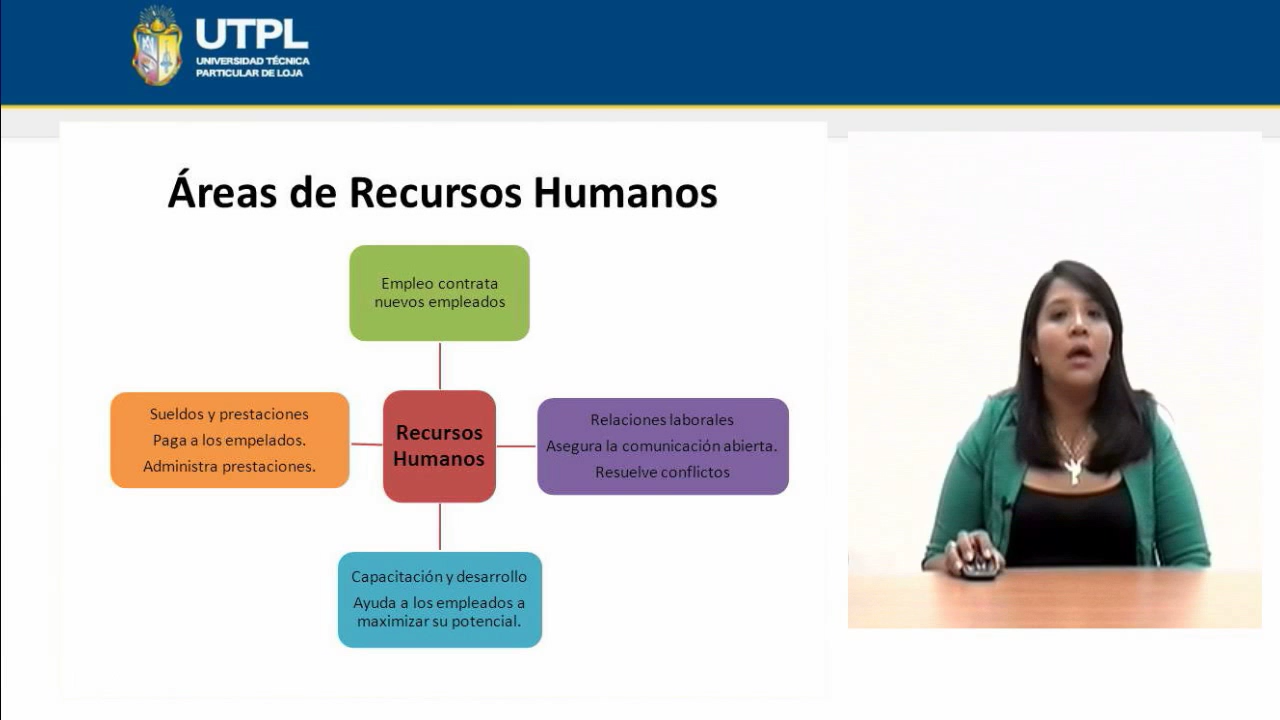 UTPL
UNIVERSIDAD TÉCNICA
PARTICULAR DE LOJA
Áreas de Recursos Humanos
Empleo contrata
nuevos empleados
Sueldos y prestaciones
Paga a los empelados.
Administra prestaciones.
Recursos
Humanos
Relaciones laborales
Asegura la comunicación abierta.
Resuelve conflictos
Capacitación y desarrollo
Ayuda a los empleados a
maximizar su potencial.